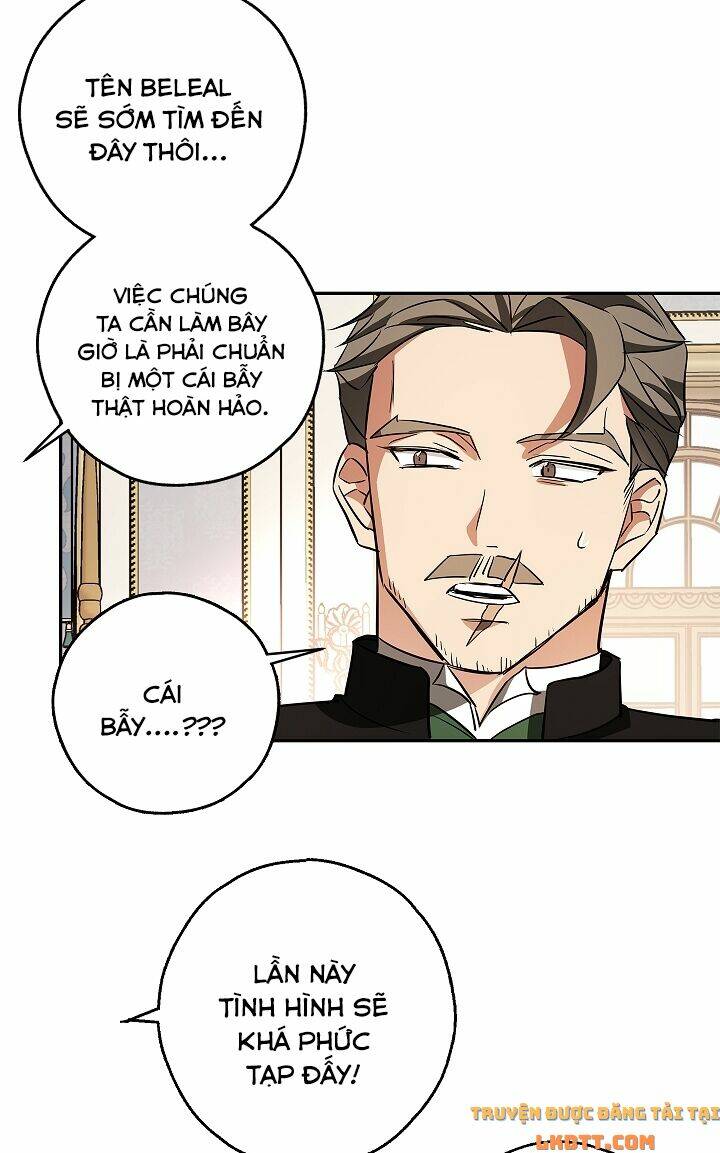 TÊN BELEAL
SẼ SỚM TÌM ĐẾN
ĐÂY THÔI...
VIỆC CHÚNG
TA CẦN LÀM BÂY
GIỜ LÀ PHẢI CHUẨN
BỊ MỘT CÁI BẪY
THẬT HOÀN HẢO.
CÁI
BẪY....???
LẦN NÀY
TÌNH HÌNH SẼ
KHÁ PHỨC
TẠP ĐẤY!
TRUYỆN ĐƯỢC ĐĂNG TẢI TẠI
LKDTT.COM